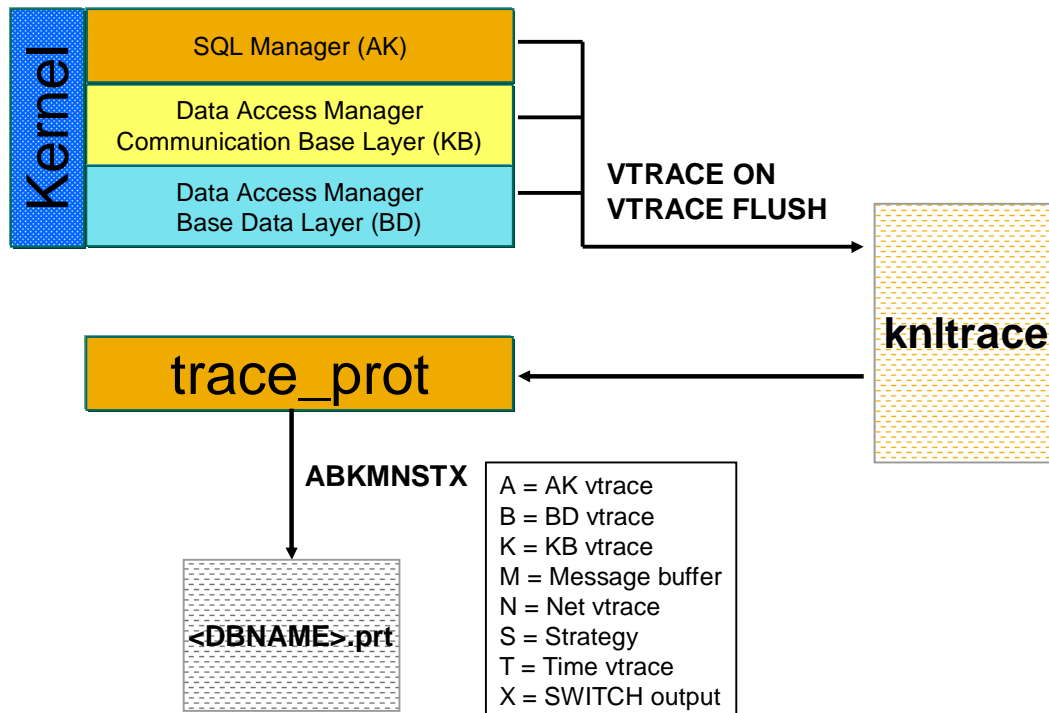 Kernel
SQL Manager (AK)
Data Access Manager
Communication Base Layer (KB)
Data Access Manager
Base Data Layer (BD)
VTRACE ON
VTRACE FLUSH
knltrace
trace_prot
ABKMNSTX
A = AK vtrace
B = BD vtrace
K = KB vtrace
M = Message buffer
N = Net vtrace
S = Strategy
T = Time vtrace
X = SWITCH output
<DBNAME>.prt